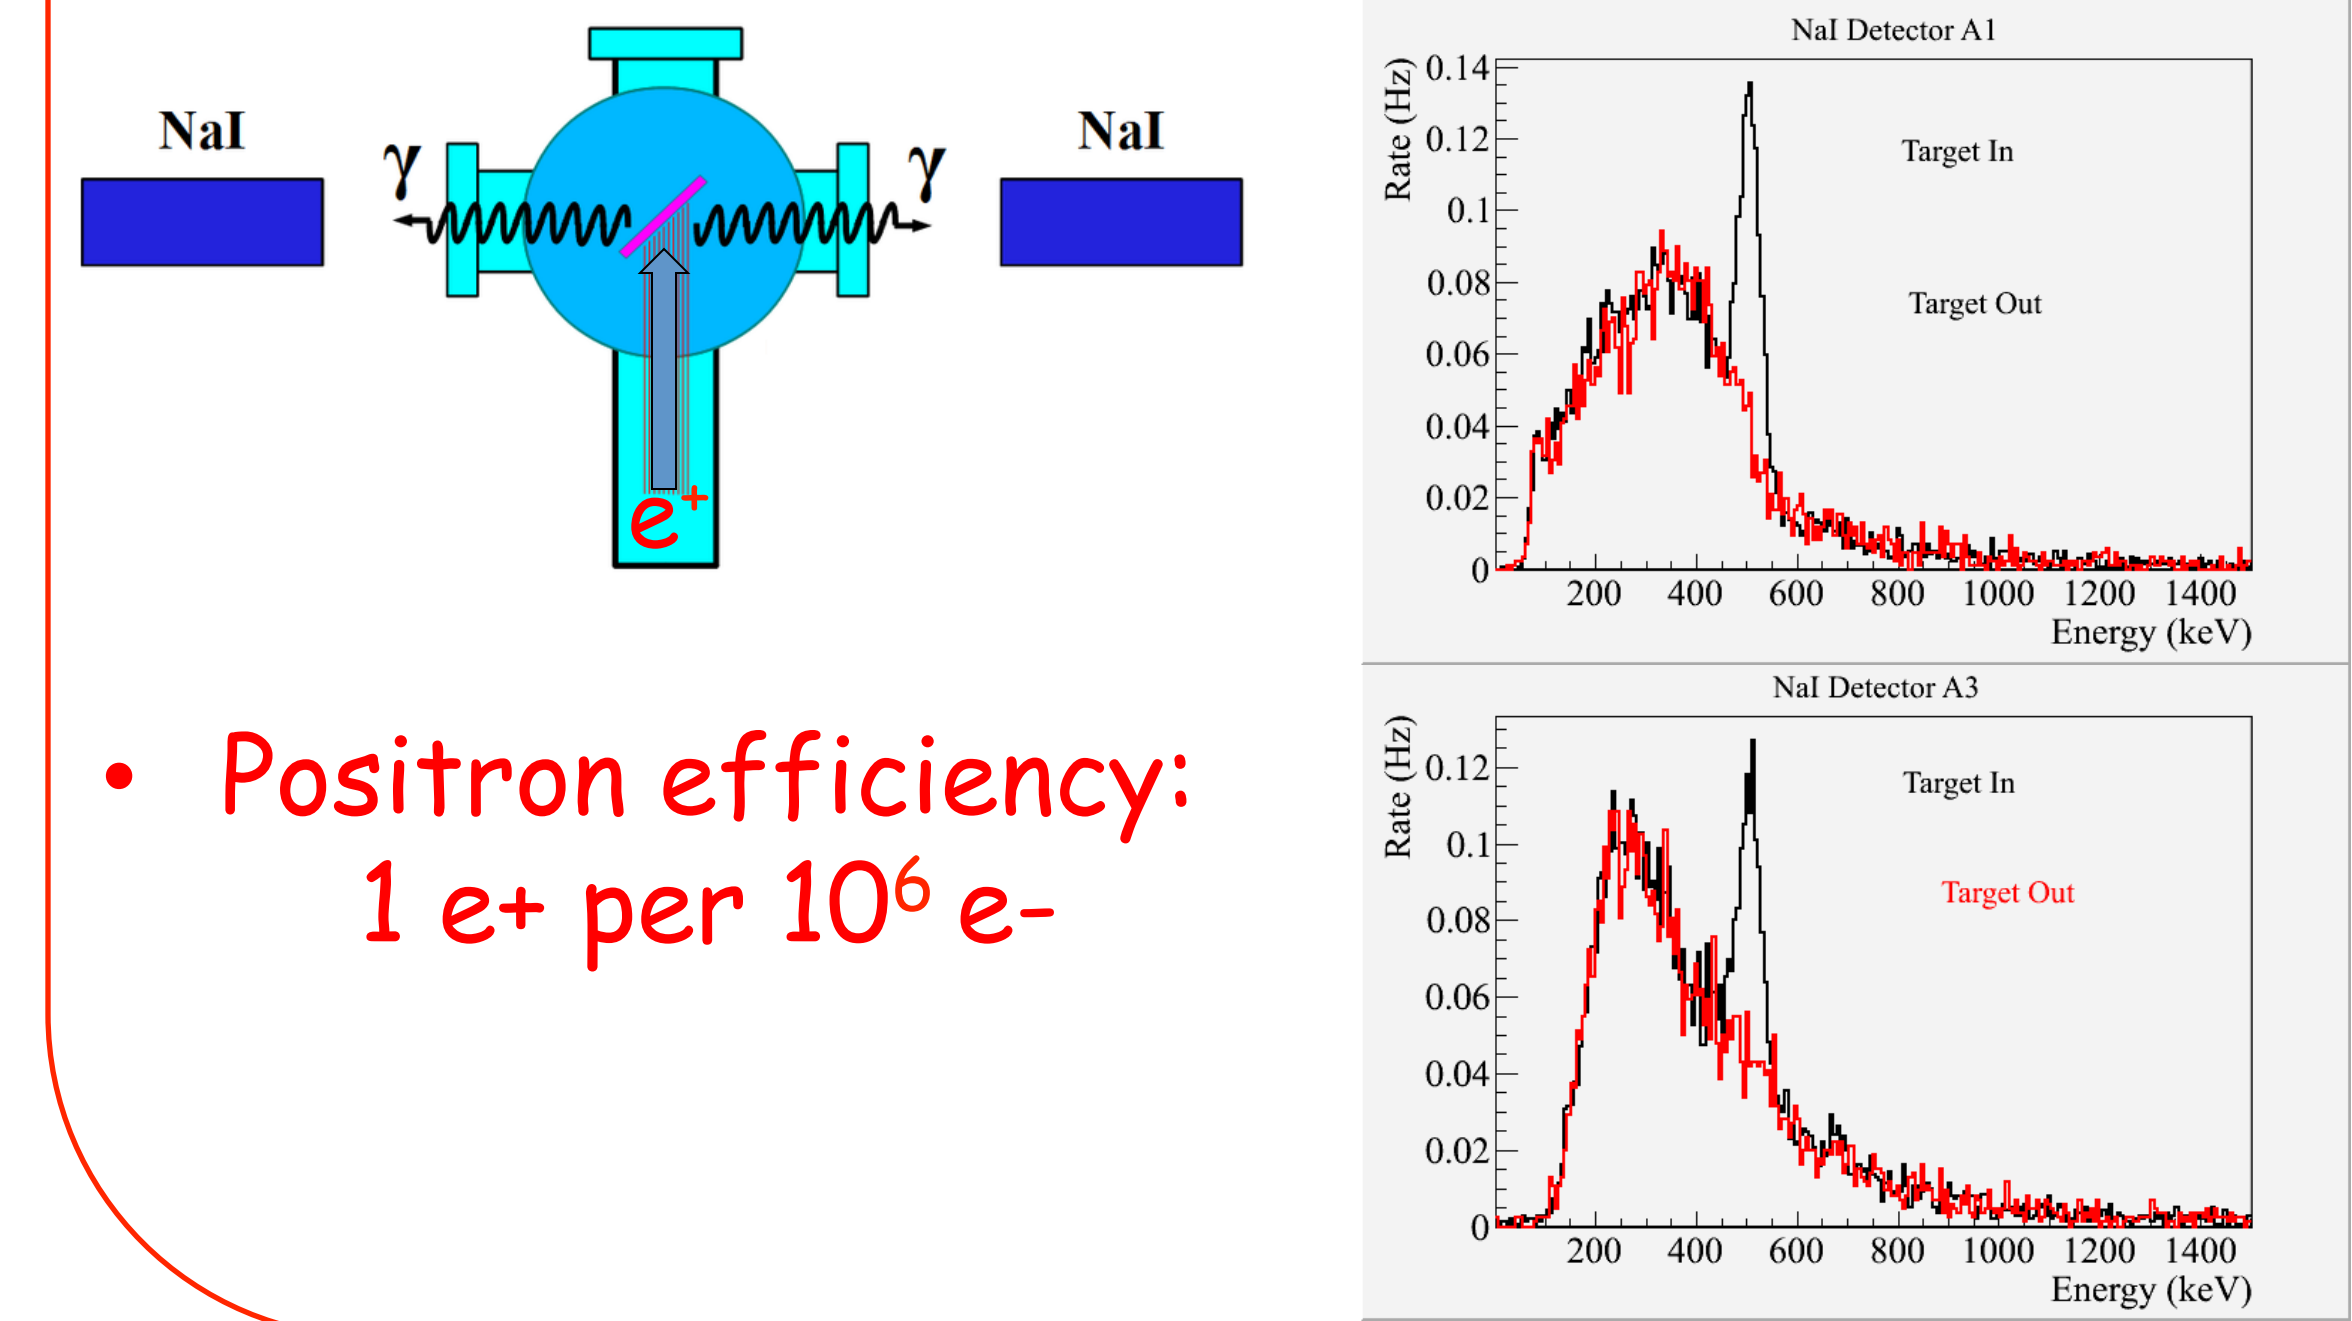 NaI
γ
γ
NaI
e⁺
• Positron efficiency:
1 e+ per 10⁶ e-
NaI Detector A1
Rate (Hz)
0.14
0.12
0.1
0.08
0.06
0.04
0.02
0
Target In
Target Out
200 400 600 800 1000 1200 1400
Energy (keV)
NaI Detector A3
Rate (Hz)
0.12
0.1
0.08
0.06
0.04
0.02
0
Target In
Target Out
200 400 600 800 1000 1200 1400
Energy (keV)